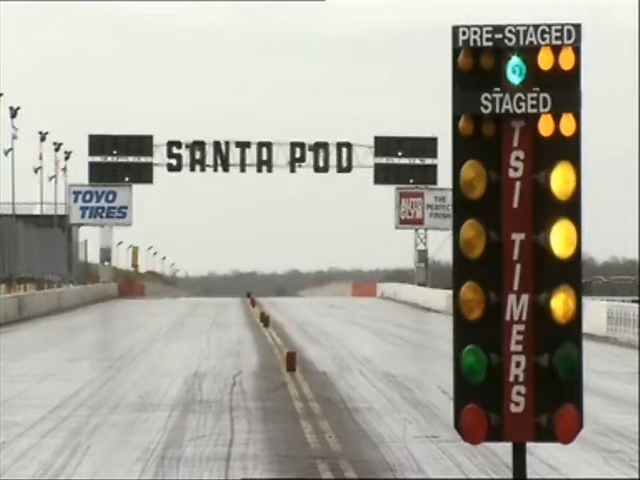 PRE-STAGED
STAGED
SANTA POD
TOYO
TIRES
THE
PERFECT
FINISH
TSI TIMERS